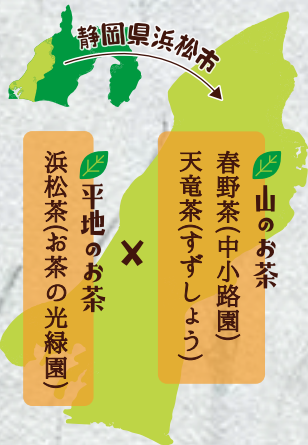 静岡県浜松市
山のお茶
春野茶(中小路園)
天竜茶(すずしょう)
×
平地のお茶
浜松茶(お茶の光緑園)